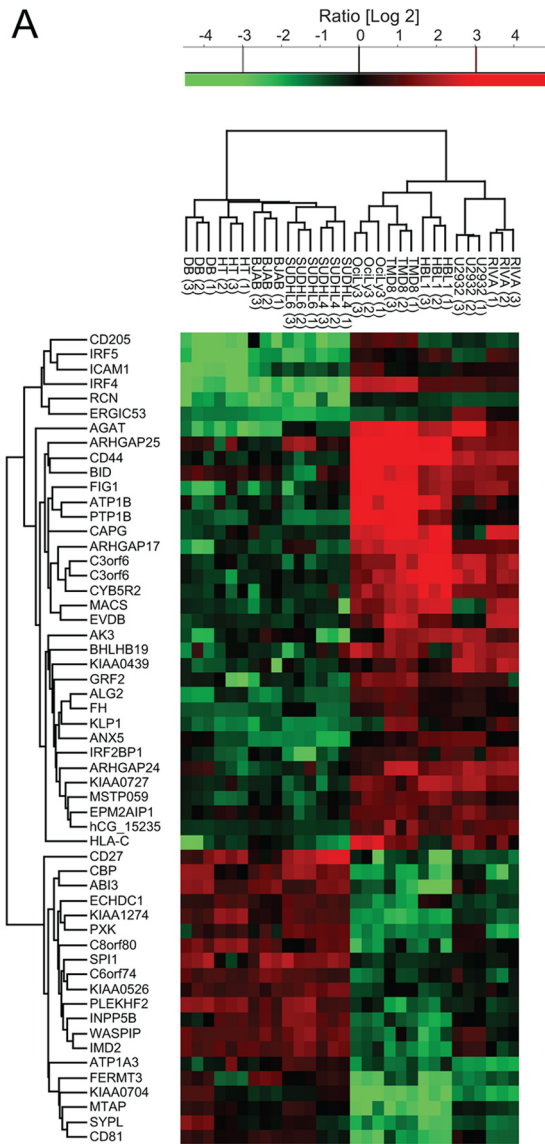 A
Ratio [Log 2]
-4 -3 -2 -1 0 1 2 3 4
DB (3)
DB (2)
DB (1)
HT (2)
HT (3)
HT (1)
BJAB (3)
BJAB (2)
BJAB (1)
SUDHL6 (3)
SUDHL6 (2)
SUDHL6 (1)
SUDHL4 (3)
SUDHL4 (2)
SUDHL4 (1)
OciLy3 (3)
OciLy3 (2)
OciLy3 (1)
TMD8 (3)
TMD8 (2)
TMD8 (1)
HBL1 (3)
HBL1 (2)
HBL1 (1)
U2932 (3)
U2932 (2)
U2932 (1)
RIVA (1)
RIVA (2)
RIVA (3)
CD205
IRF5
ICAM1
IRF4
RCN
ERGIC53
AGAT
ARHGAP25
CD44
BID
FIG1
ATP1B
PTP1B
CAPG
ARHGAP17
C3orf6
C3orf6
CYB5R2
MACS
EVDB
AK3
BHLHB19
KIAA0439
GRF2
ALG2
FH
KLP1
ANX5
IRF2BP1
ARHGAP24
KIAA0727
MSTP059
EPM2AIP1
hCG_15235
HLA-C
CD27
CBP
ABI3
ECHDC1
KIAA1274
PXK
C8orf80
SPI1
C6orf74
KIAA0526
PLEKHF2
INPP5B
WASPIP
IMD2
ATP1A3
FERMT3
KIAA0704
MTAP
SYPL
CD81